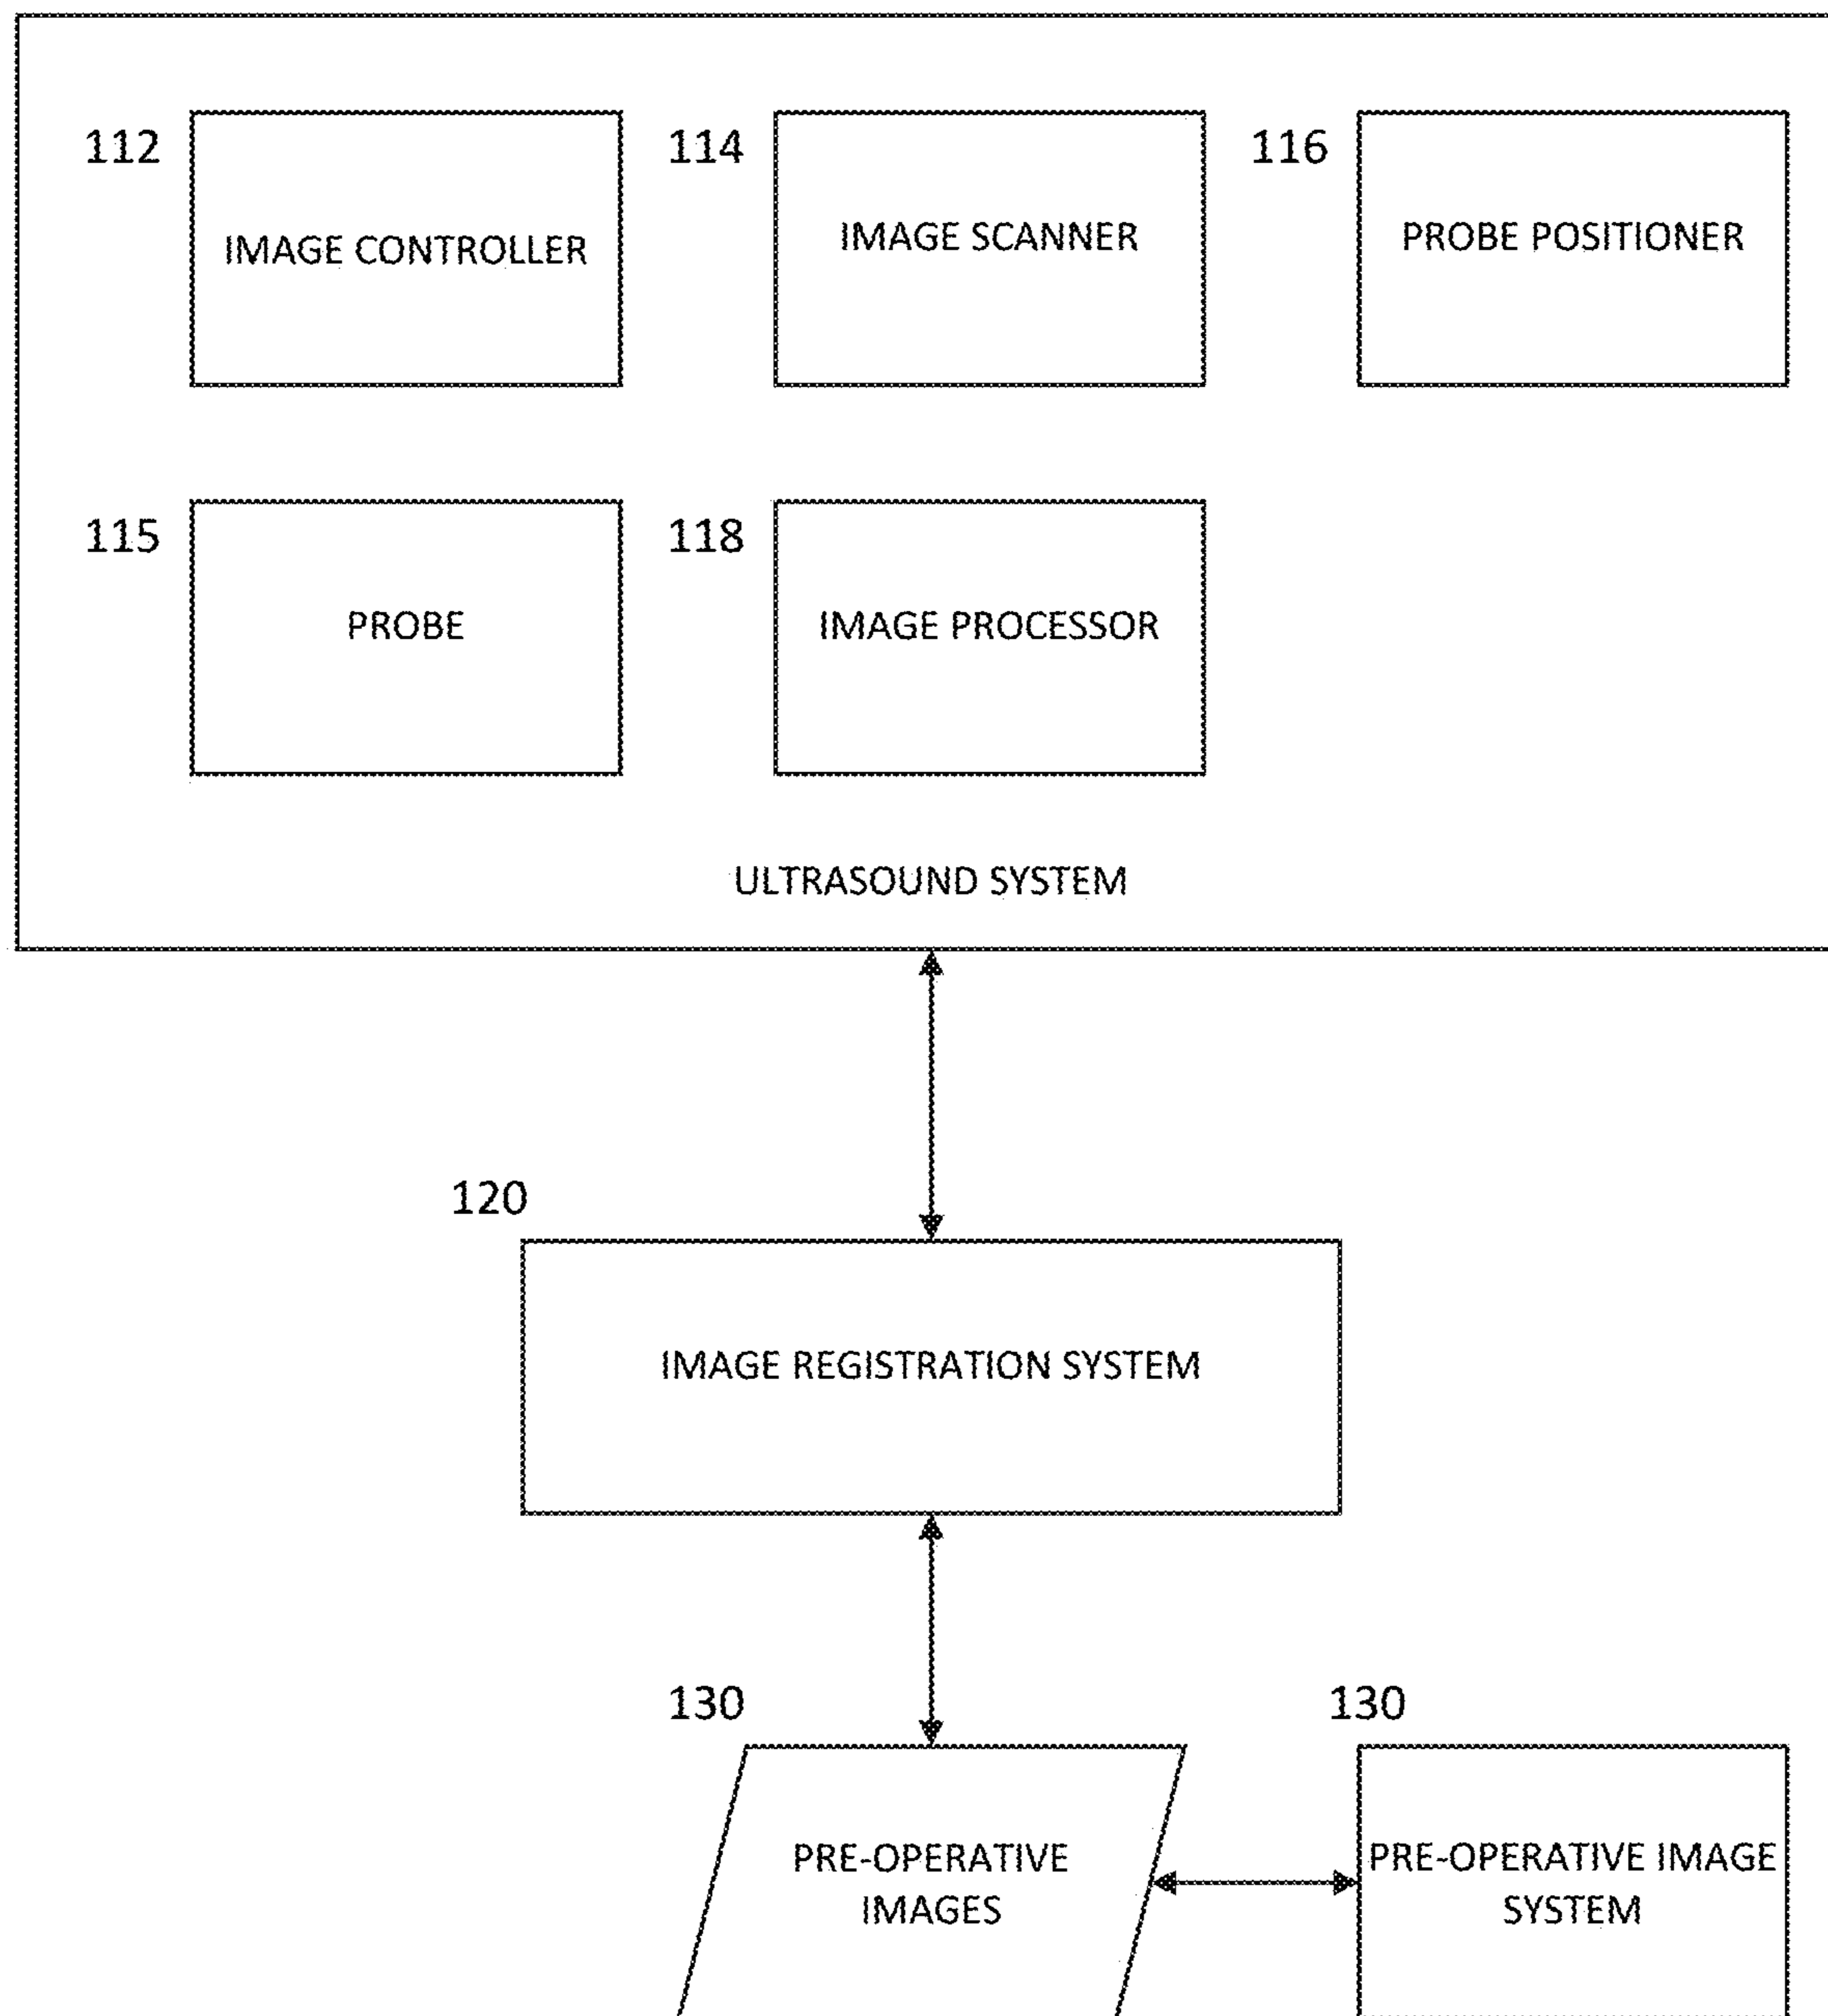 112
IMAGE CONTROLLER
114
IMAGE SCANNER
116
PROBE POSITIONER
115
PROBE
118
IMAGE PROCESSOR
ULTRASOUND SYSTEM
120
IMAGE REGISTRATION SYSTEM
130
PRE-OPERATIVE
IMAGES
130
PRE-OPERATIVE IMAGE
SYSTEM